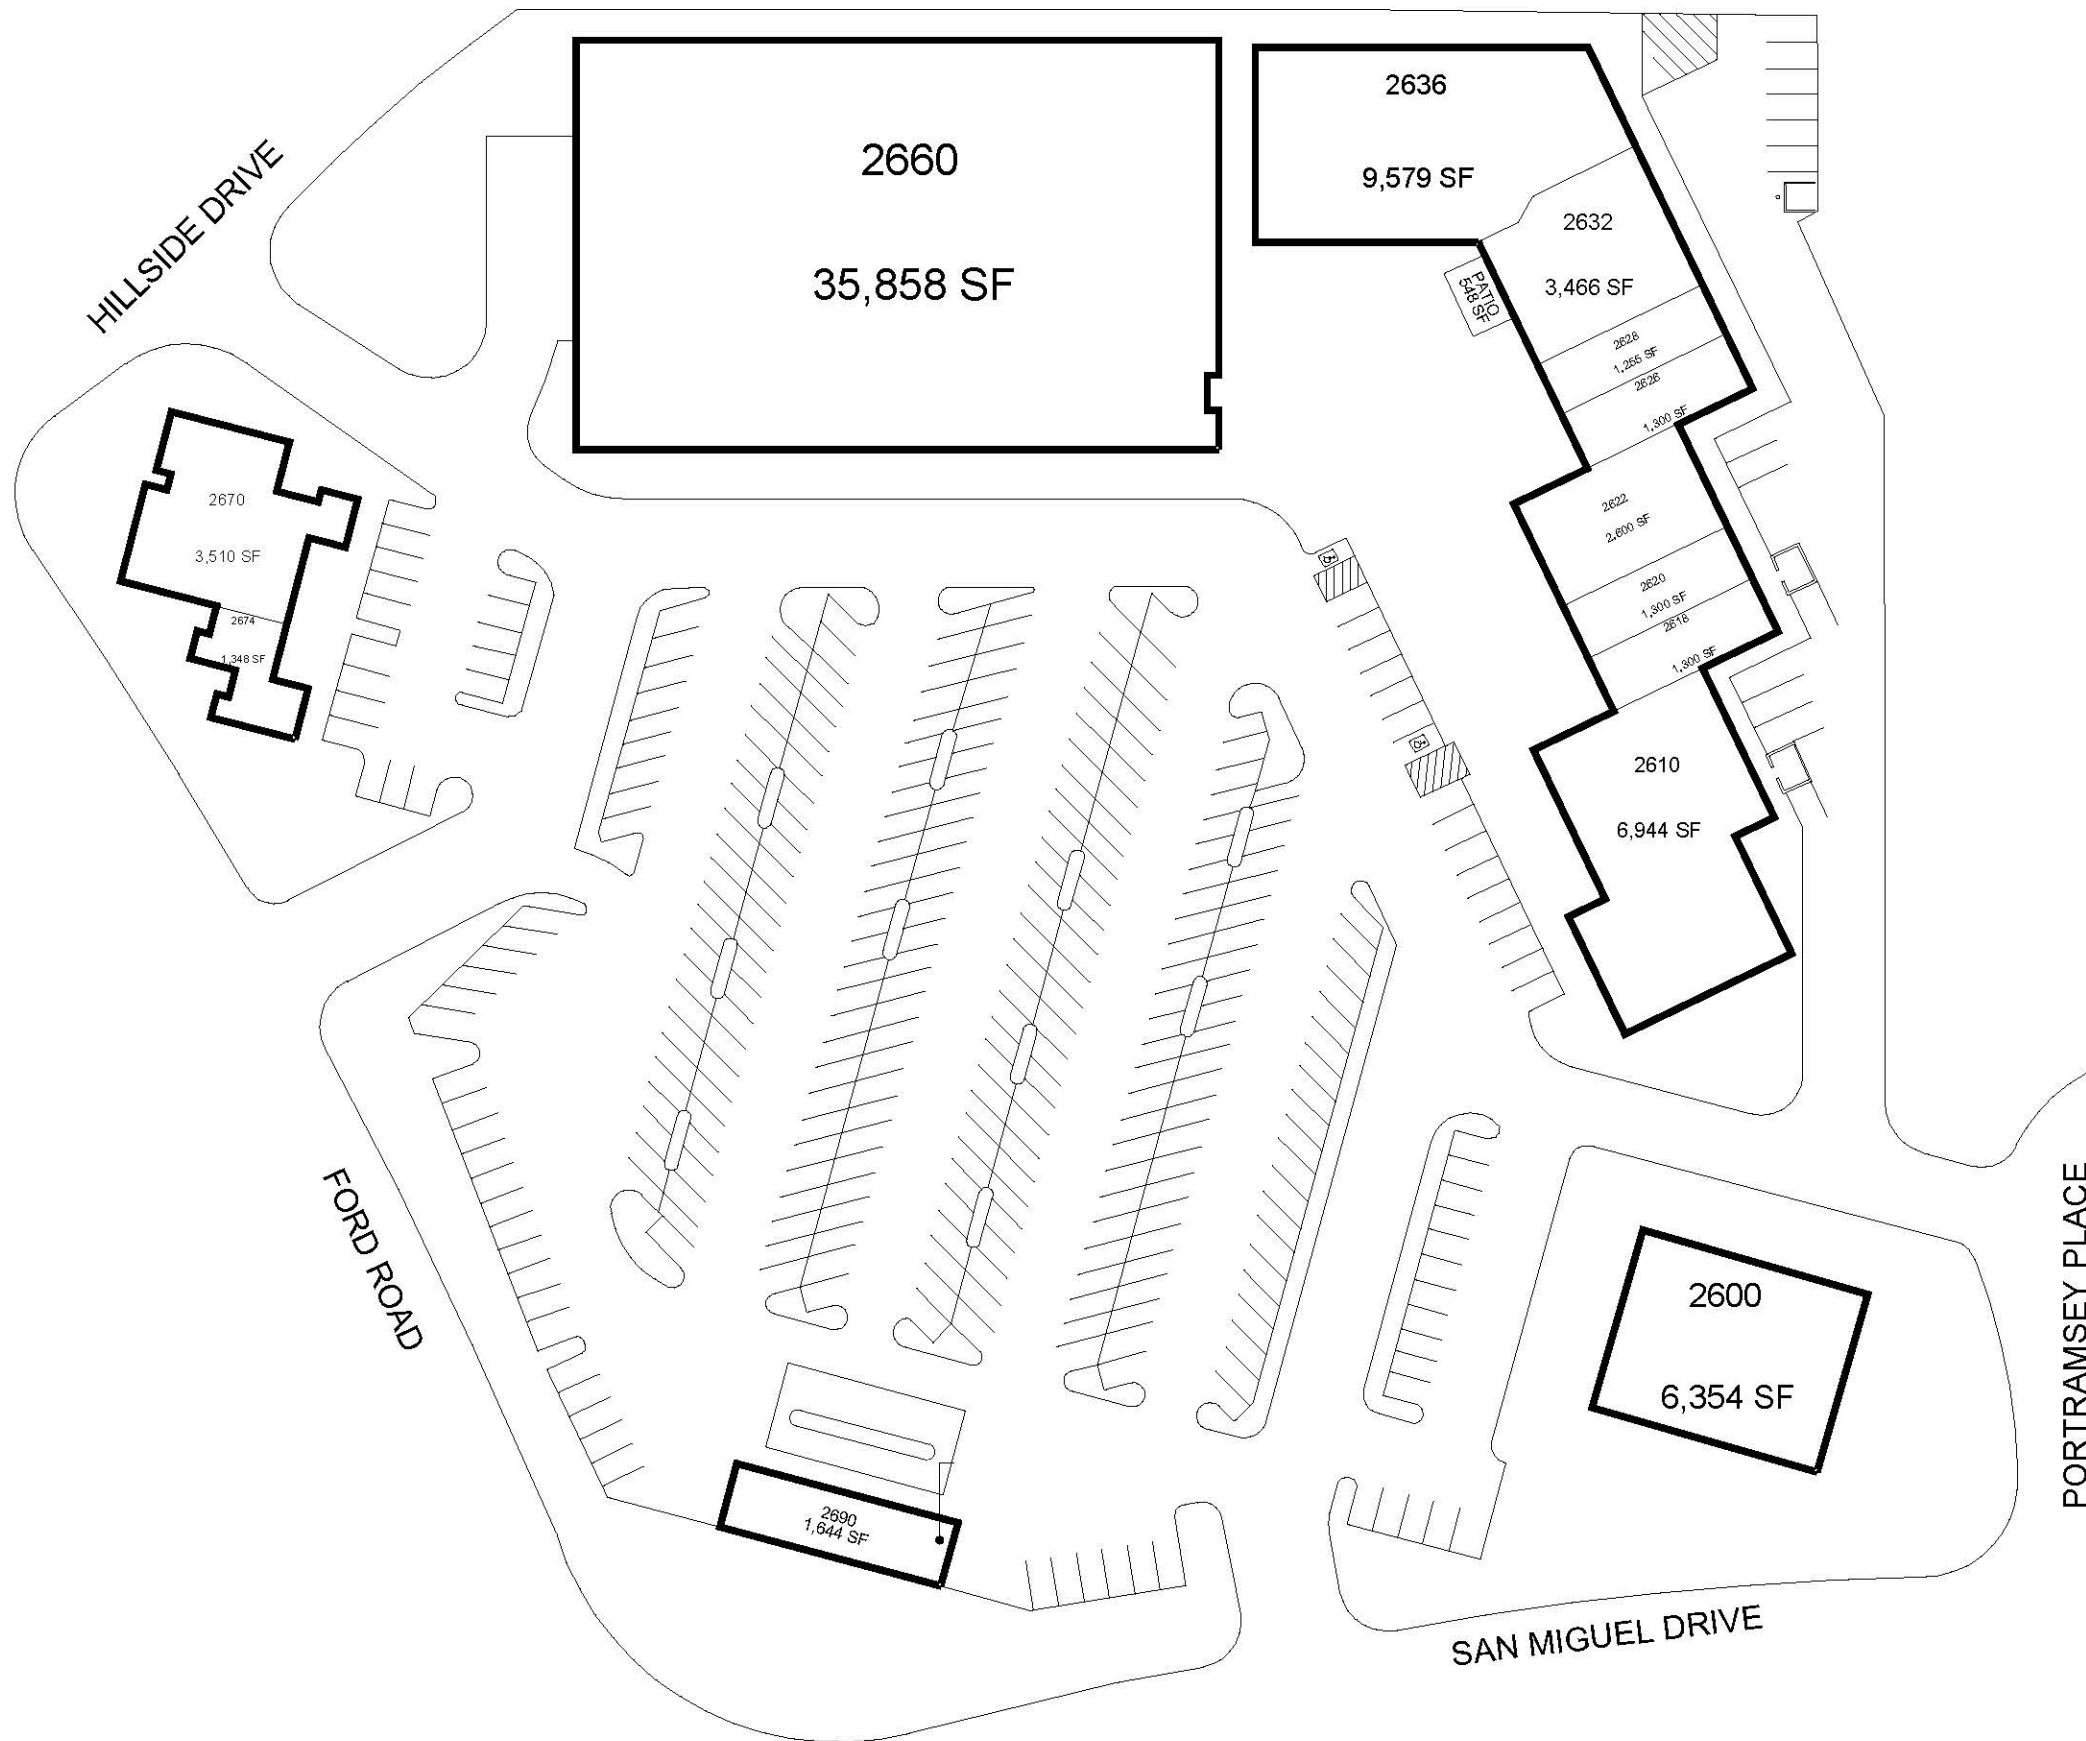 2636
2660
9,579 SF
HILLSIDE DRIVE
2632
35,858 SF
3,466 SF
PATIO
548 SF
2628
1,255 SF
2626
1,300 SF
2670
3,510 SF
2622
2,600 SF
2620
1,300 SF
2618
1,300 SF
2674
1,348 SF
2610
6,944 SF
FORD ROAD
PORTRAMSEY PLACE
2600
6,354 SF
2690
1,644 SF
SAN MIGUEL DRIVE